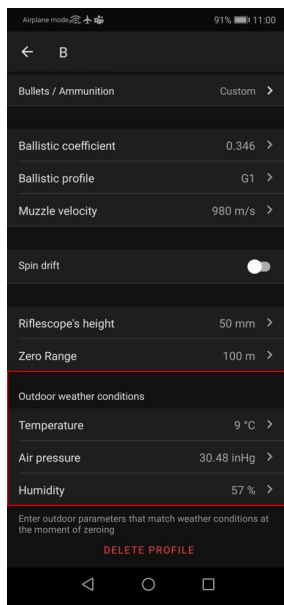 Airplane mode 91% 11:00
B
Bullets / Ammunition Custom
Ballistic coefficient 0.346
Ballistic profile G1
Muzzle velocity 980 m/s
Spin drift
Riflescope's height 50 mm
Zero Range 100 m
Outdoor weather conditions
Temperature 9 °C
Air pressure 30.48 inHg
Humidity 57 %
Enter outdoor parameters that match weather conditions at
the moment of zeroing
DELETE PROFILE